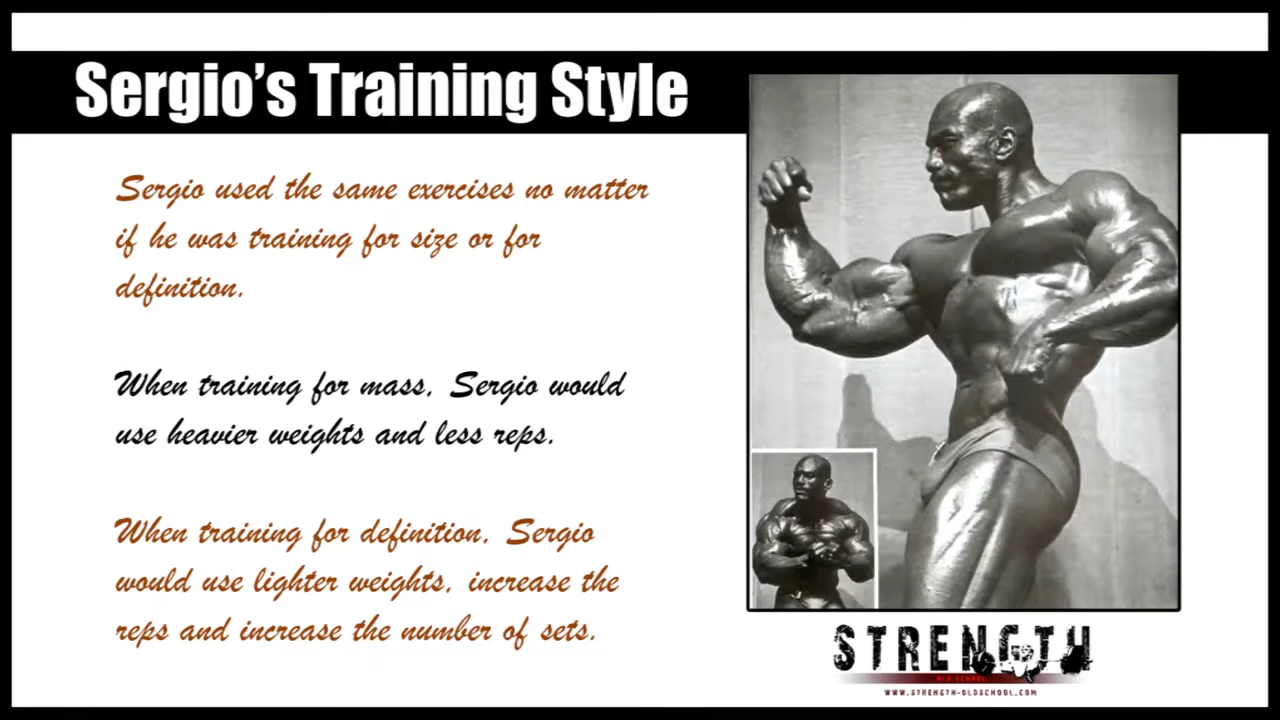 Sergio's Training Style
Sergio used the same exercises no matter
if he was training for size or for
definition.
When training for mass, Sergio would
use heavier weights and less reps.
When training for definition, Sergio
would use lighter weights, increase the
reps and increase the number of sets.
STRENGTH
OLD SCHOOL
WWW.STRENGTH-OLDSCHOOL.COM